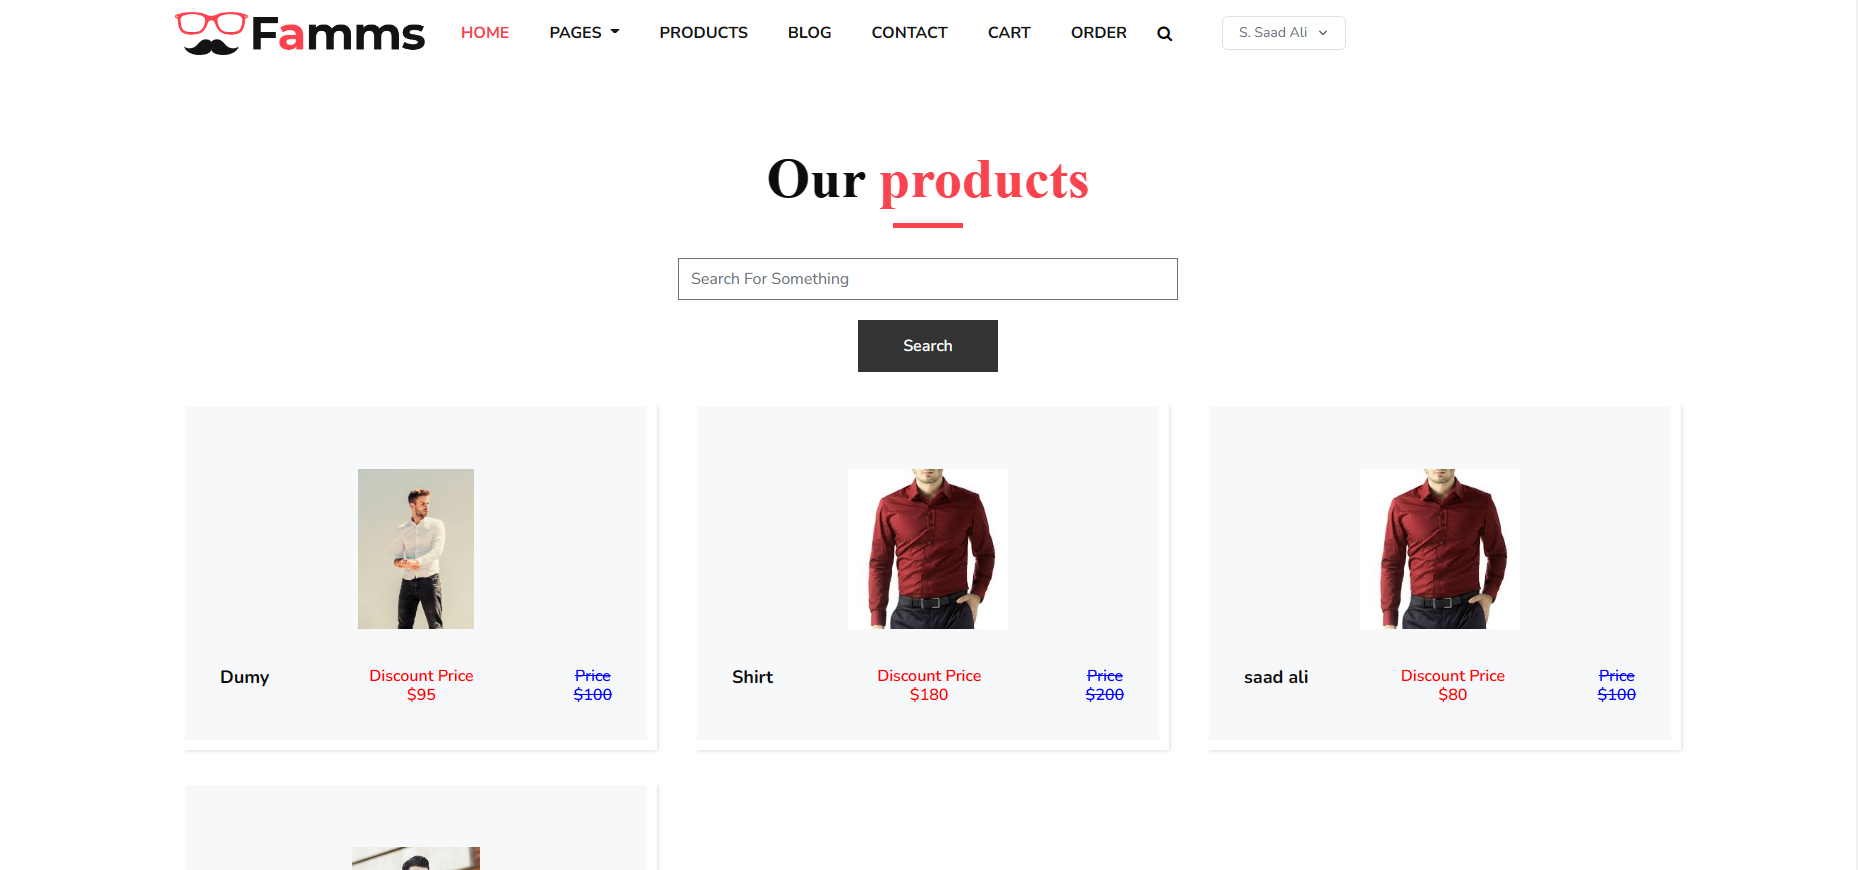 Famms
HOME PAGES PRODUCTS BLOG CONTACT CART ORDER S. Saad Ali
Our products
Search For Something
Search
Dumy Discount Price Price
$95 $100
Shirt Discount Price Price
$180 $200
saad ali Discount Price Price
$80 $100